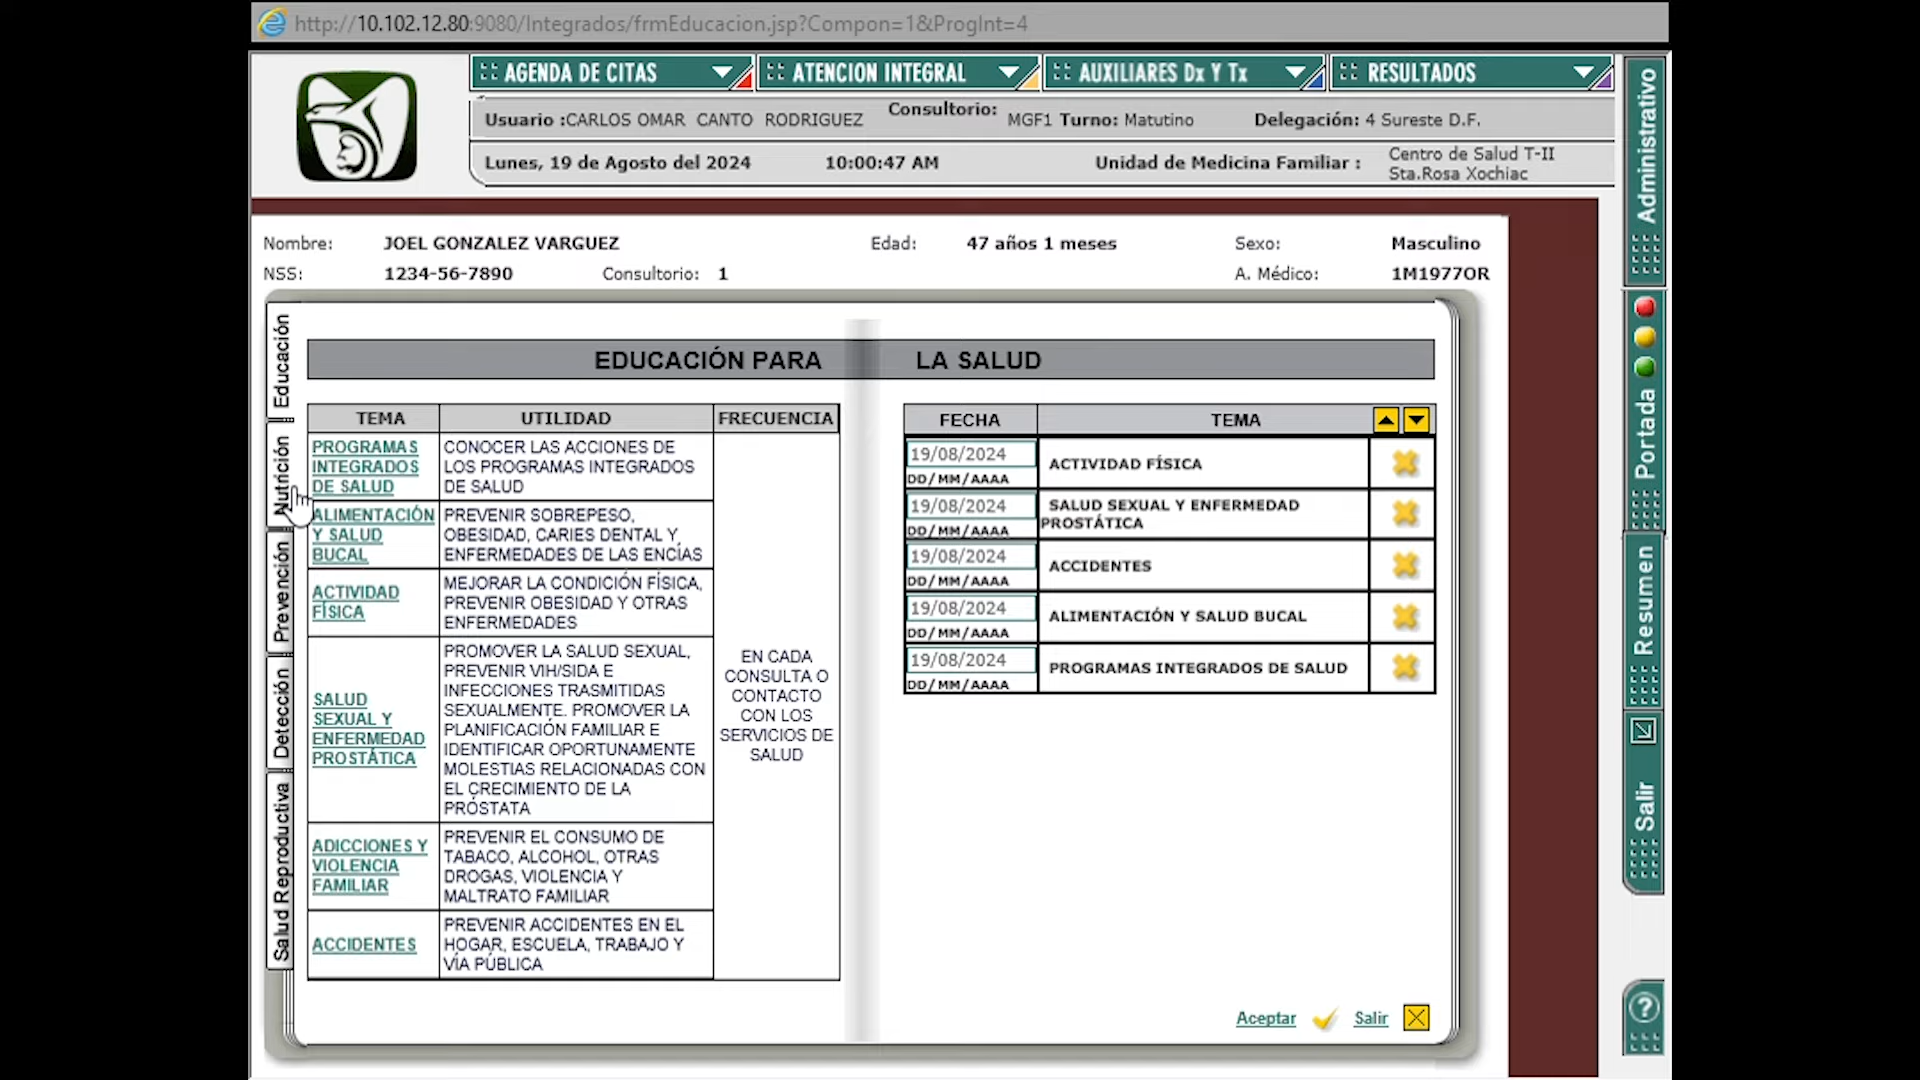 http://10.102.12.80:9080/Integrados/frmEducacion.jsp?Compon=1&ProgInt=4
AGENDA DE CITAS
ATENCION INTEGRAL
AUXILIARES Dx Y Tx
RESULTADOS
Usuario :CARLOS OMAR CANTO RODRIGUEZ
Consultorio: MGF1 Turno: Matutino
Delegación: 4 Sureste D.F.
Lunes, 19 de Agosto del 2024
10:00:47 AM
Unidad de Medicina Familiar :
Centro de Salud T-II
Sta.Rosa Xochiac
Nombre: JOEL GONZALEZ VARGUEZ Edad: 47 años 1 meses Sexo: Masculino
NSS: 1234-56-7890 Consultorio: 1 A. Médico: 1M1977OR
Educación
Nutrición
Prevención
Detección
Salud Reproductiva
EDUCACIÓN PARA LA SALUD
TEMA UTILIDAD FRECUENCIA
PROGRAMAS
INTEGRADOS
DE SALUD
CONOCER LAS ACCIONES DE
LOS PROGRAMAS INTEGRADOS
DE SALUD
ALIMENTACIÓN
Y SALUD
BUCAL
PREVENIR SOBREPESO,
OBESIDAD, CARIES DENTAL Y
ENFERMEDADES DE LAS ENCÍAS
ACTIVIDAD
FÍSICA
MEJORAR LA CONDICIÓN FÍSICA,
PREVENIR OBESIDAD Y OTRAS
ENFERMEDADES
SALUD
SEXUAL Y
ENFERMEDAD
PROSTÁTICA
PROMOVER LA SALUD SEXUAL,
PREVENIR VIH/SIDA E
INFECCIONES TRASMITIDAS
SEXUALMENTE. PROMOVER LA
PLANIFICACIÓN FAMILIAR E
IDENTIFICAR OPORTUNAMENTE
MOLESTIAS RELACIONADAS CON
EL CRECIMIENTO DE LA
PRÓSTATA
ADICCIONES Y
VIOLENCIA
FAMILIAR
PREVENIR EL CONSUMO DE
TABACO, ALCOHOL, OTRAS
DROGAS, VIOLENCIA Y
MALTRATO FAMILIAR
ACCIDENTES
PREVENIR ACCIDENTES EN EL
HOGAR, ESCUELA, TRABAJO Y
VÍA PÚBLICA
EN CADA
CONSULTA O
CONTACTO
CON LOS
SERVICIOS DE
SALUD
FECHA TEMA
19/08/2024
DD/MM/AAAA
ACTIVIDAD FÍSICA
19/08/2024
DD/MM/AAAA
SALUD SEXUAL Y ENFERMEDAD
PROSTÁTICA
19/08/2024
DD/MM/AAAA
ACCIDENTES
19/08/2024
DD/MM/AAAA
ALIMENTACIÓN Y SALUD BUCAL
19/08/2024
DD/MM/AAAA
PROGRAMAS INTEGRADOS DE SALUD
Aceptar
Salir
Administrativo
Portada
Resumen
Salir
?